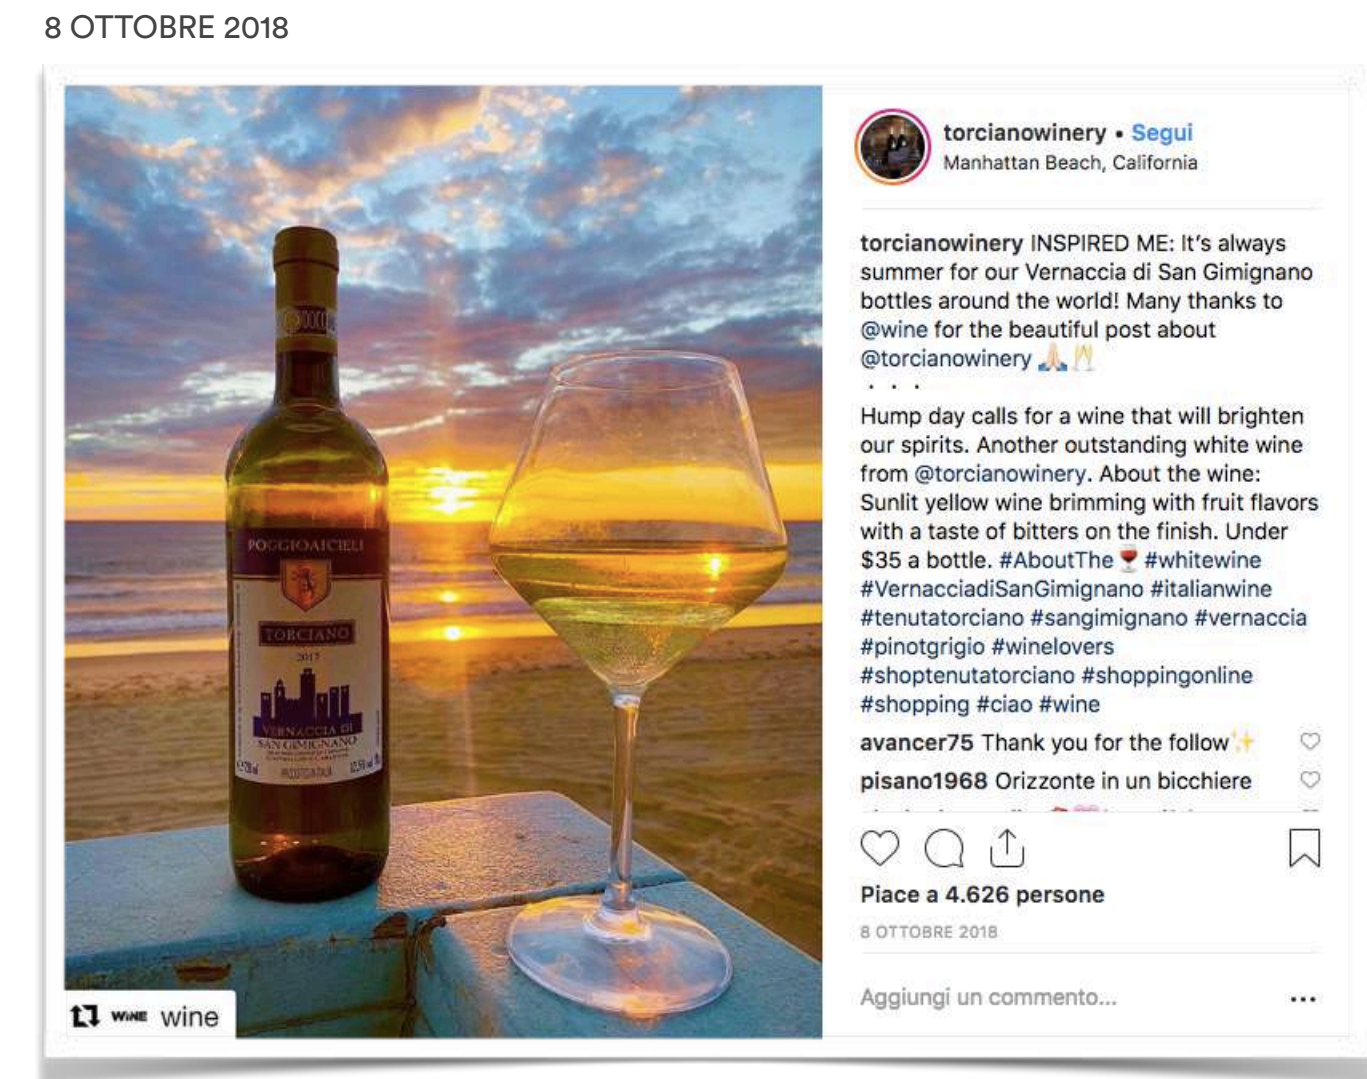 8 OTTOBRE 2018
torcianowinery • Segui
Manhattan Beach, California
torcianowinery INSPIRED ME: It's always
summer for our Vernaccia di San Gimignano
bottles around the world! Many thanks to
@wine for the beautiful post about
@torcianowinery 🙏🏻🥂
. . .
Hump day calls for a wine that will brighten
our spirits. Another outstanding white wine
from @torcianowinery. About the wine:
Sunlit yellow wine brimming with fruit flavors
with a taste of bitters on the finish. Under
$35 a bottle. #AboutThe🍷 #whitewine
#VernacciadiSanGimignano #italianwine
#tenutatorciano #sangimignano #vernaccia
#pinotgrigio #winelovers
#shoptenutatorciano #shoppingonline
#shopping #ciao #wine
avancer75 Thank you for the follow✨
pisano1968 Orizzonte in un bicchiere
Piace a 4.626 persone
8 OTTOBRE 2018
Aggiungi un commento...
POGGIOAICIELI
TORCIANO
2017
VERNACCIA DI
SAN GIMIGNANO
PRODOTTO IN ITALIA
WiNE wine